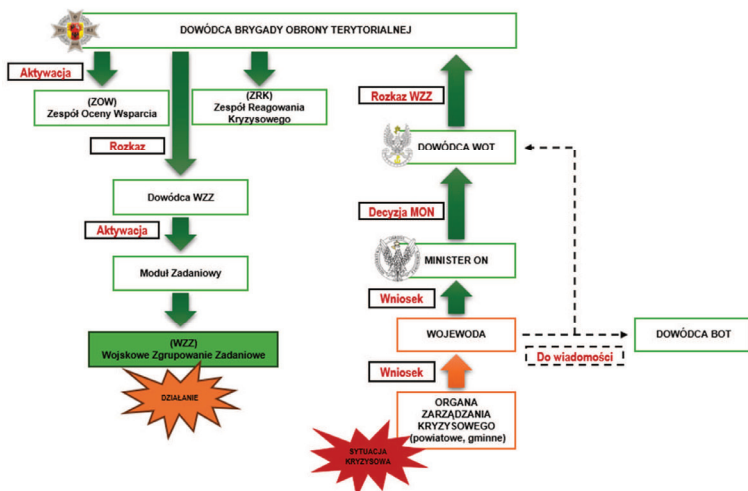 DOWÓDCA BRYGADY OBRONY TERYTORIALNEJ
Aktywacja
(ZOW)
Zespół Oceny Wsparcia
(ZRK)
Zespół Reagowania
Kryzysowego
Rozkaz
Dowódca WZZ
Aktywacja
Moduł Zadaniowy
(WZZ)
Wojskowe Zgrupowanie Zadaniowe
DZIAŁANIE
Rozkaz WZZ
DOWÓDCA WOT
Decyzja MON
MINISTER ON
Wniosek
WOJEWODA
Do wiadomości
DOWÓDCA BOT
Wniosek
ORGANA
ZARZĄDZANIA
KRYZYSOWEGO
(powiatowe, gminne)
SYTUACJA
KRYZYSOWA